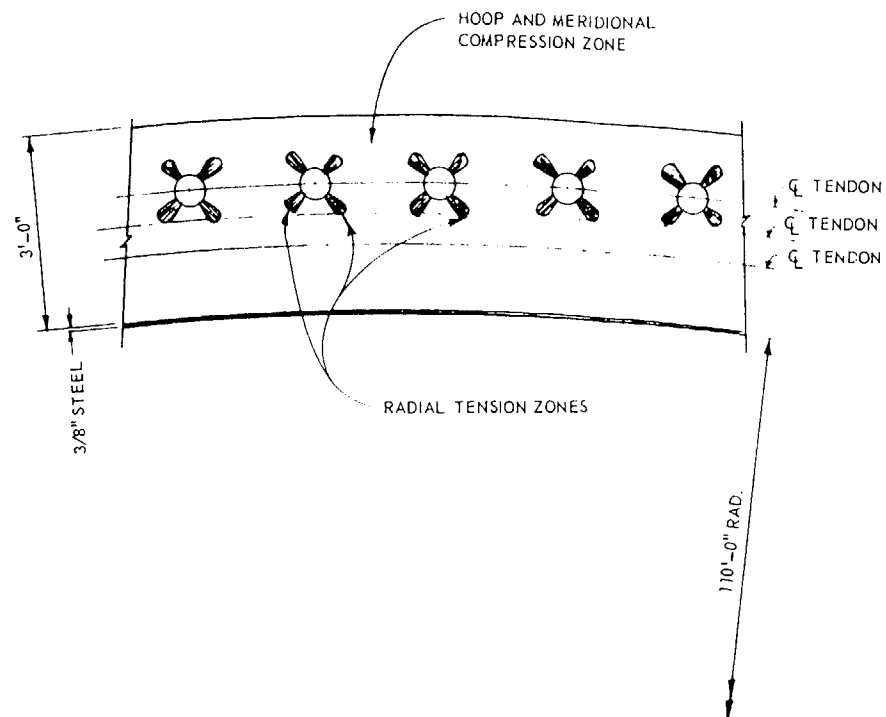 HOOP AND MERIDIONAL
COMPRESSION ZONE
3'-0"
℄ TENDON
℄ TENDON
℄ TENDON
3/8" STEEL
RADIAL TENSION ZONES
110'-0" RAD.